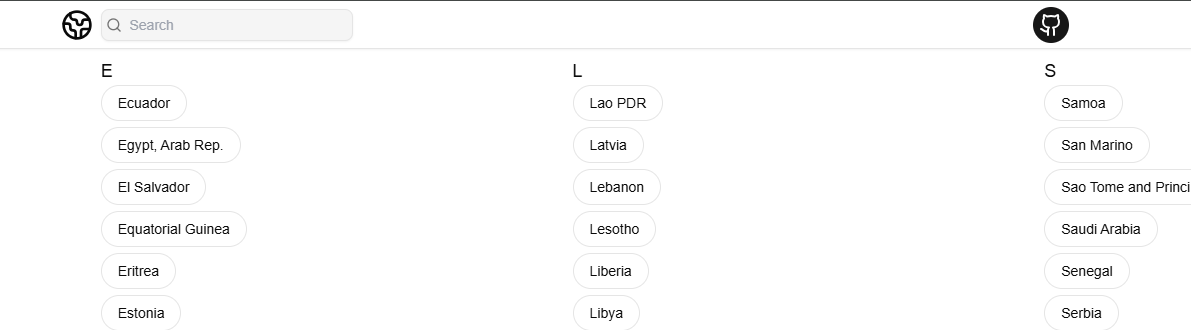 Search
E
Ecuador
Egypt, Arab Rep.
El Salvador
Equatorial Guinea
Eritrea
Estonia
L
Lao PDR
Latvia
Lebanon
Lesotho
Liberia
Libya
S
Samoa
San Marino
Sao Tome and Princi
Saudi Arabia
Senegal
Serbia